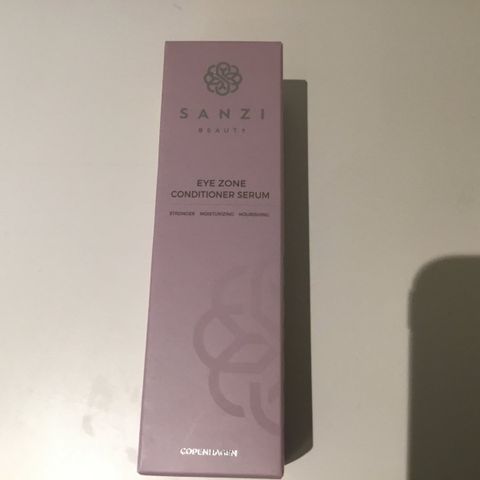 SANZI
BEAUTY
EYE ZONE
CONDITIONER SERUM
STRONGER MOISTURIZING NOURISHING
COPENHAGEN